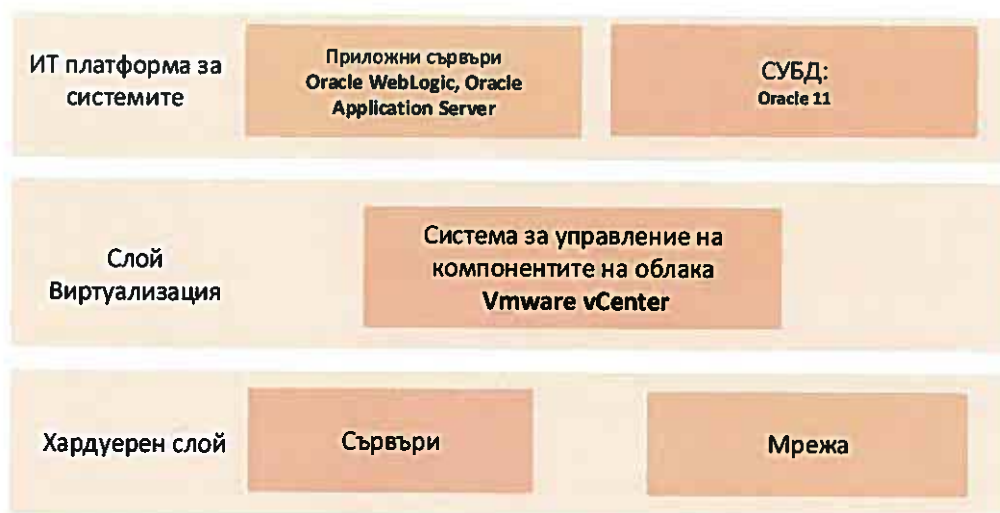 ИТ платформа за
системите
Приложни сървъри
Oracle WebLogic, Oracle
Application Server
СУБД:
Oracle 11
Слой
Виртуализация
Система за управление на
компонентите на облака
Vmware vCenter
Хардуерен слой
Сървъри
Мрежа